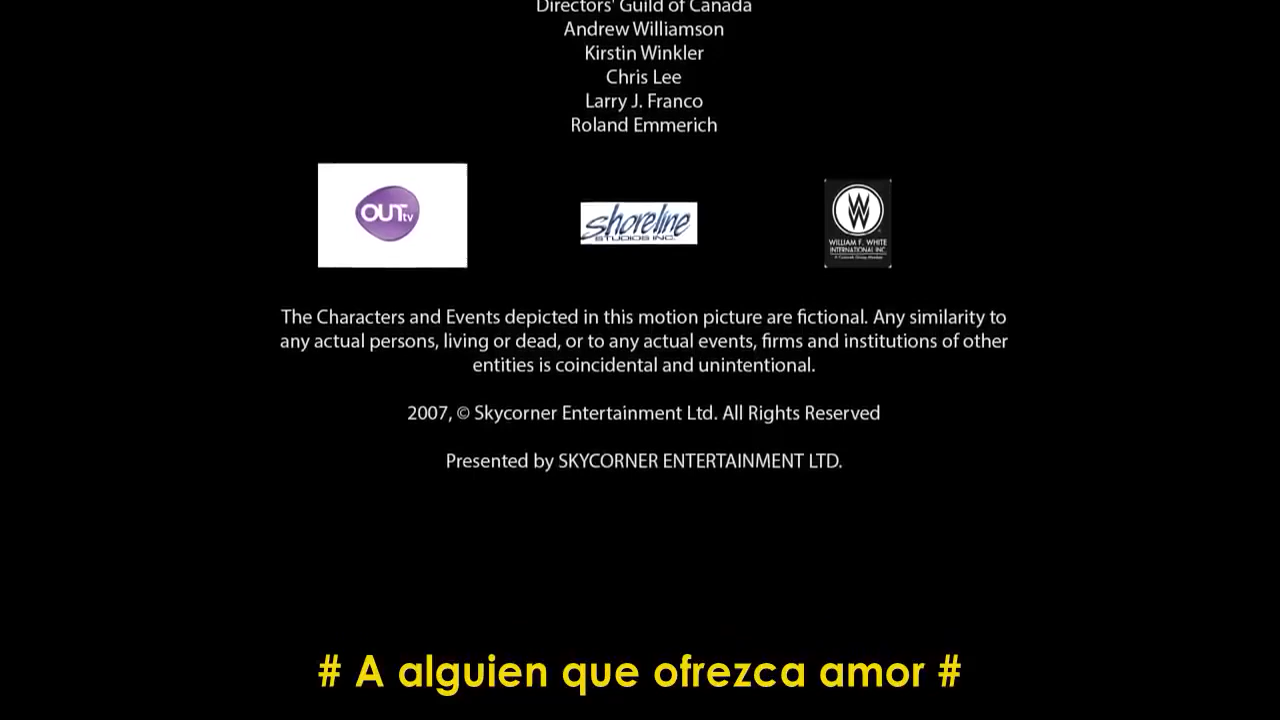 Directors' Guild of Canada
Andrew Williamson
Kirstin Winkler
Chris Lee
Larry J. Franco
Roland Emmerich
OUTtv
shoreline
STUDIOS INC.
W
WILLIAM F. WHITE
INTERNATIONAL INC.
The Characters and Events depicted in this motion picture are fictional. Any similarity to
any actual persons, living or dead, or to any actual events, firms and institutions of other
entities is coincidental and unintentional.
2007, © Skycorner Entertainment Ltd. All Rights Reserved
Presented by SKYCORNER ENTERTAINMENT LTD.
# A alguien que ofrezca amor #